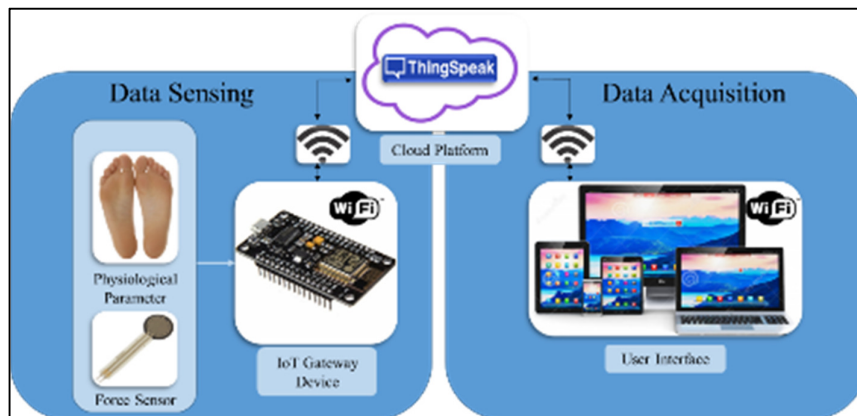 ThIngSpeak
Data Sensing
Data Acquisition
Cloud Platform
WiFi
WiFi
Physiological
Parameter
IoT Gateway
Device
User Interface
Force Sensor